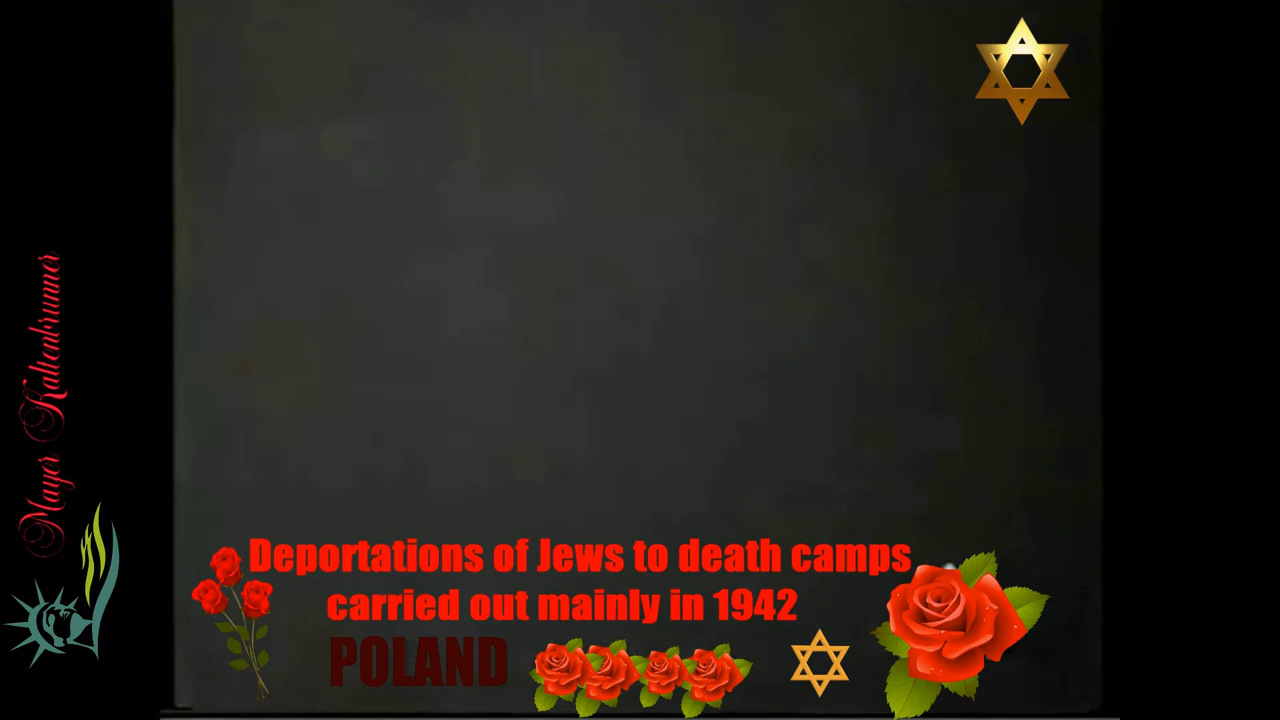 Deportations of Jews to death camps
carried out mainly in 1942
POLAND
Mayer Kaltenbrunner